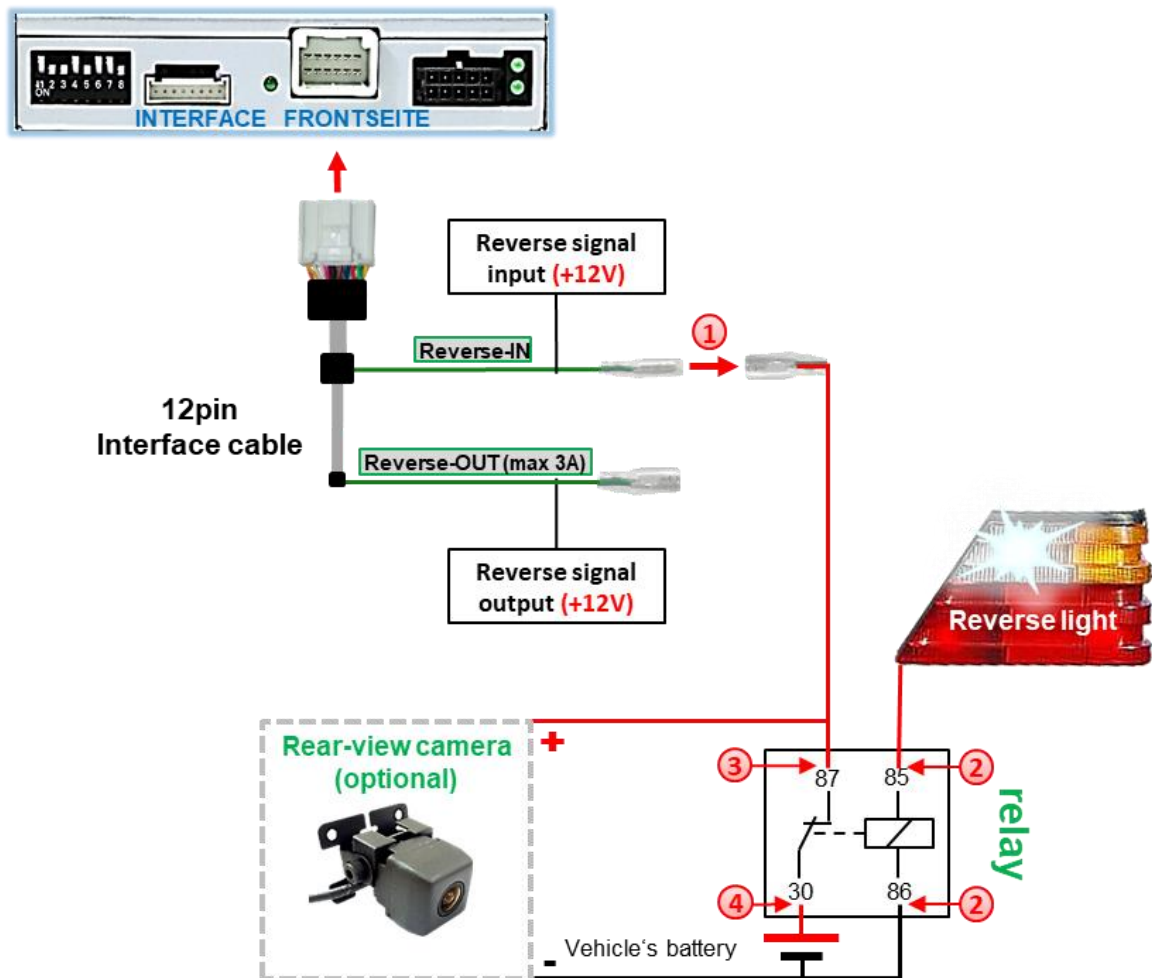 1 2 3 4 5 6 7 8
ON
INTERFACE FRONTSEITE
Reverse signal
input (+12V)
1
Reverse-IN
12pin
Interface cable
Reverse-OUT (max 3A)
Reverse signal
output (+12V)
Reverse light
Rear-view camera
(optional)
+
3
87
85
2
relay
4
30
86
2
-
Vehicle‘s battery